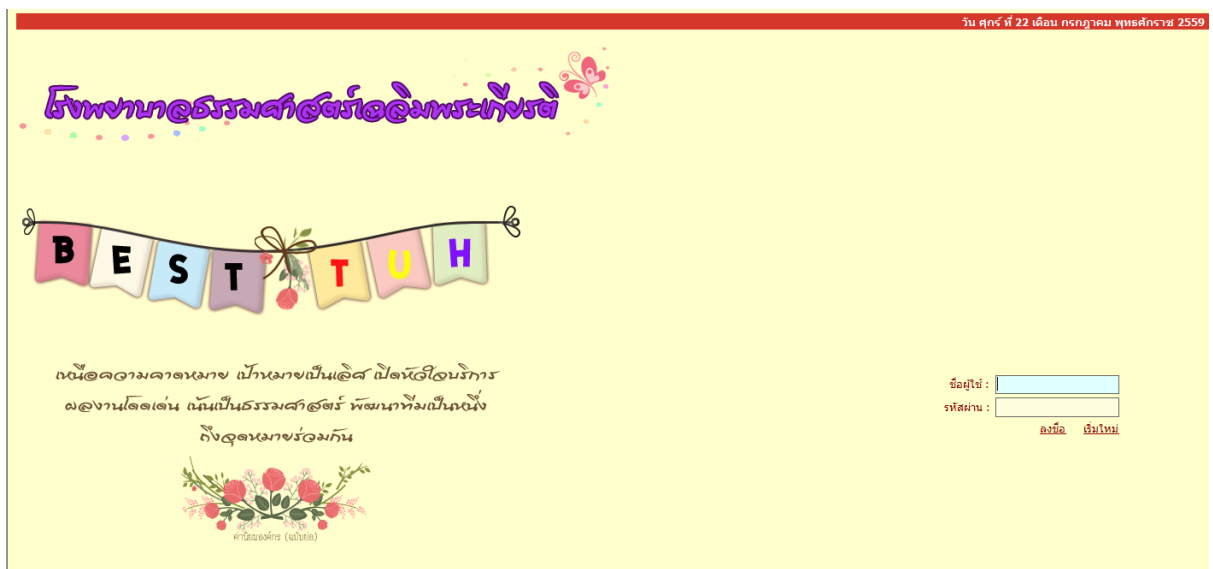 วัน ศุกร์ ที่ 22 เดือน กรกฎาคม พุทธศักราช 2559
โรงพยาบาลธรรมศาสตร์เฉลิมพระเกียรติ
BEST TUH
เหนือความคาดหมาย เป้าหมายเป็นเลิศ เปิดหัวใจบริการ
ผลงานโดดเด่น เน้นเป็นธรรมศาสตร์ พัฒนาทีมเป็นหนึ่ง
ถึงจุดหมายร่วมกัน
ค่านิยมองค์กร (ฉบับย่อ)
ชื่อผู้ใช้ :
รหัสผ่าน :
ลงชื่อ เริ่มใหม่